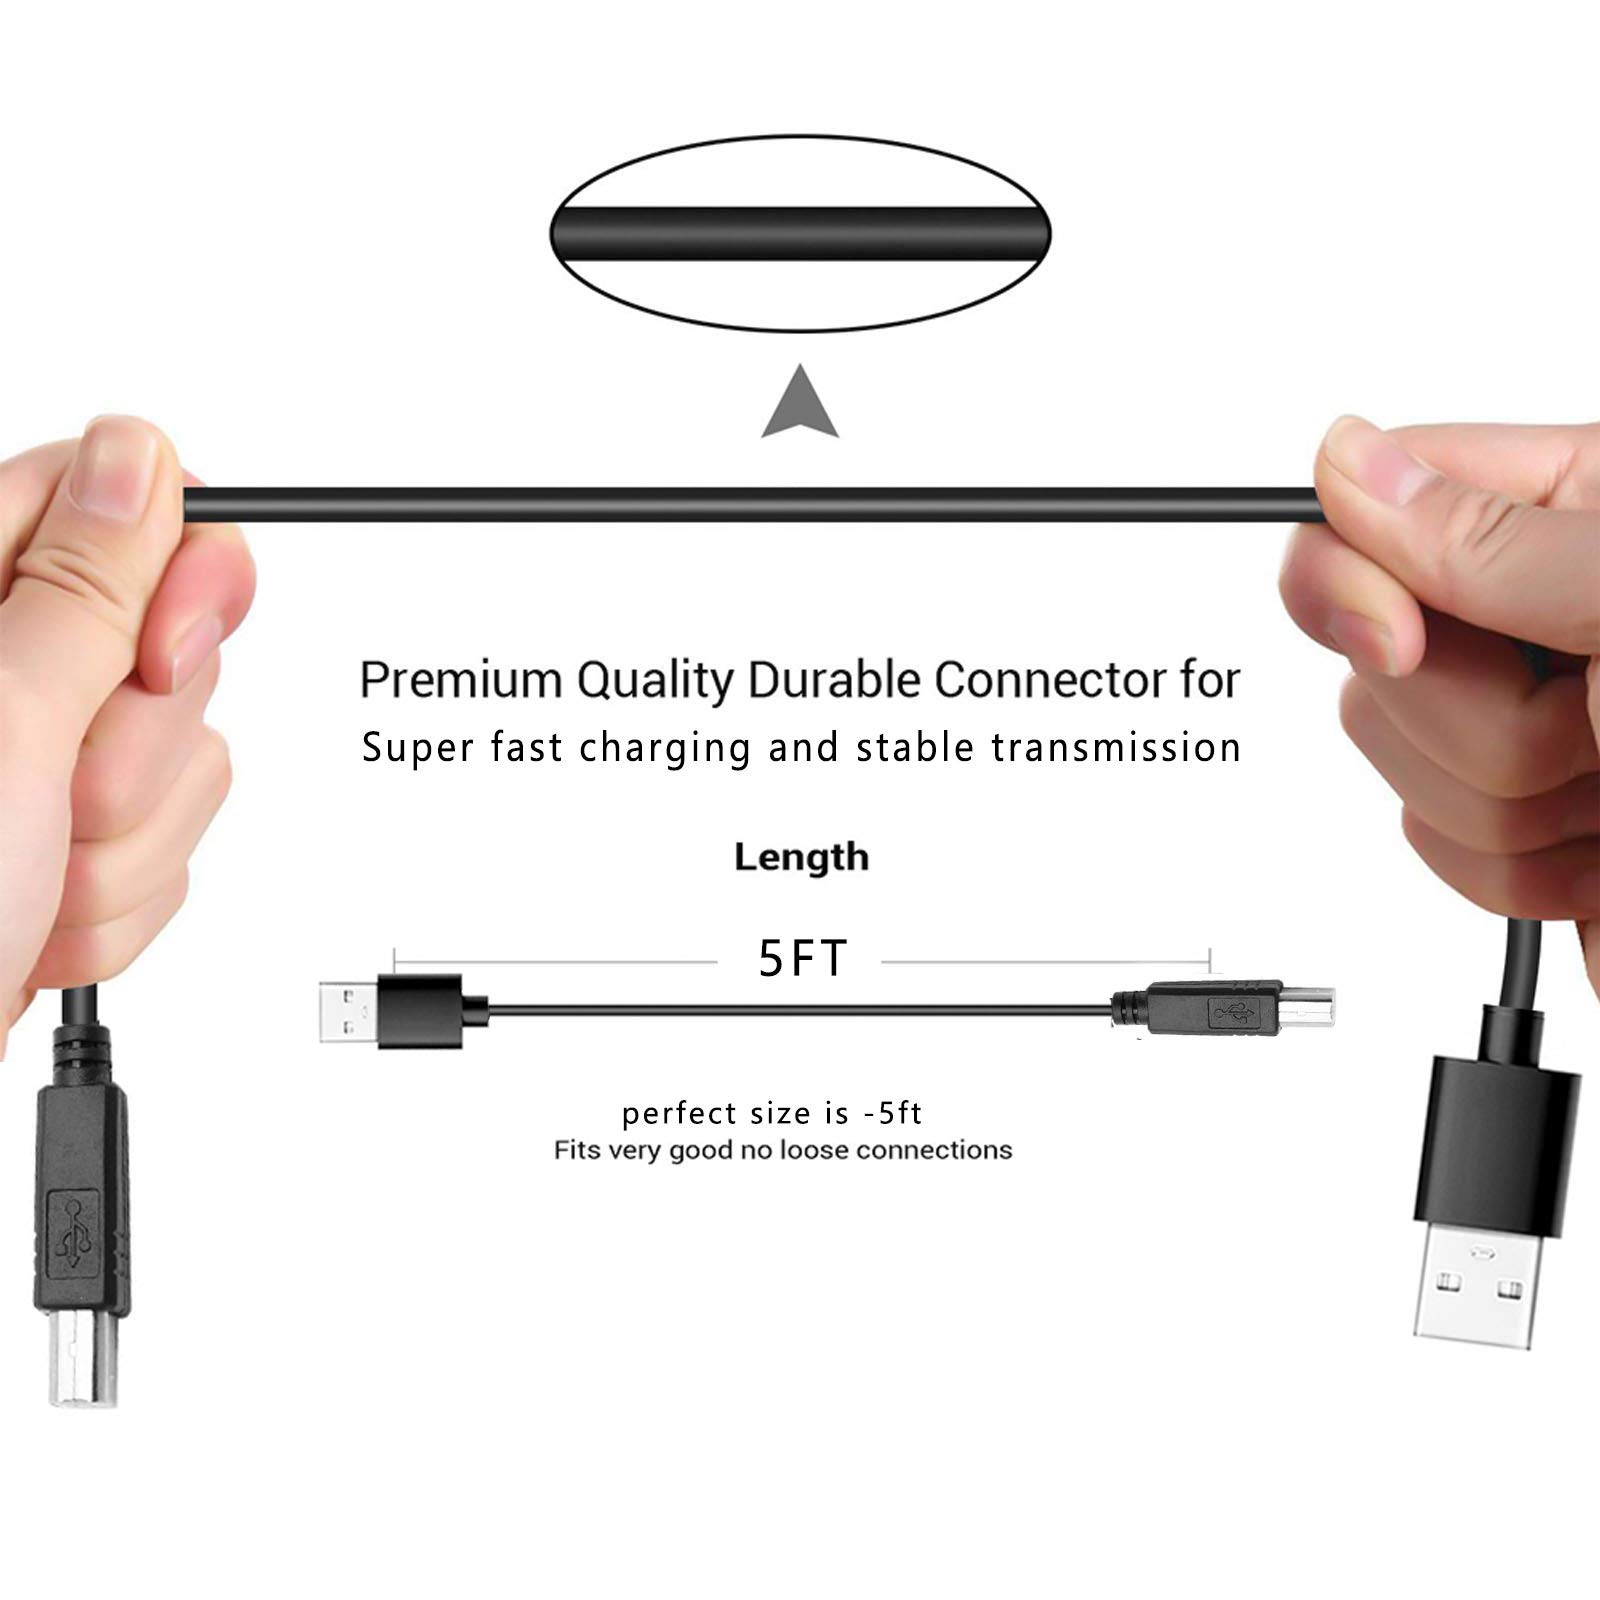 Premium Quality Durable Connector for
Super fast charging and stable transmission
Length
5FT
perfect size is -5ft
Fits very good no loose connections